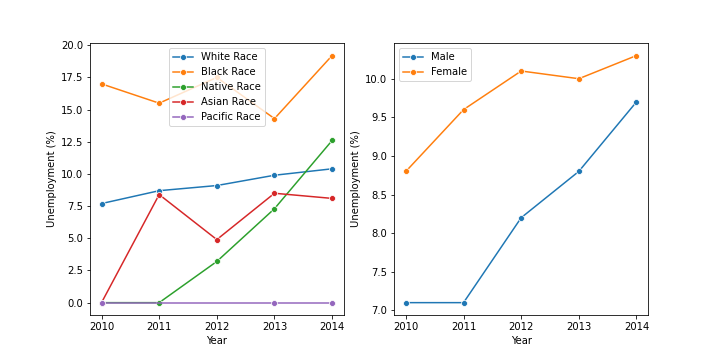 20.0
17.5
15.0
12.5
10.0
7.5
5.0
2.5
0.0
Unemployment (%)
White Race
Black Race
Native Race
Asian Race
Pacific Race
2010 2011 2012 2013 2014
Year
10.0
9.5
9.0
8.5
8.0
7.5
7.0
Unemployment (%)
Male
Female
2010 2011 2012 2013 2014
Year